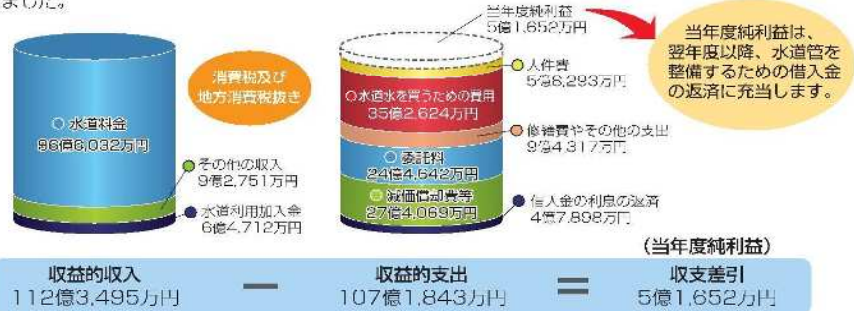 ました。
当年度純利益
5億1,652万円
当年度純利益は、
翌年度以降、水道管を
整備するための借入金
の返済に充当します。
消費税及び
地方消費税抜き
水道料金
96億6,032万円
その他の収入
9億2,751万円
水道利用加入金
6億4,712万円
人件費
5億8,293万円
水道水を買うための費用
35億2,624万円
修繕費やその他の支出
9億4,317万円
委託料
24億4,642万円
減価償却費等
27億4,069万円
借入金の利息の返済
4億7,898万円
(当年度純利益)
収益的収入 収益的支出 収支差引
112億3,495万円 ー 107億1,843万円 = 5億1,652万円